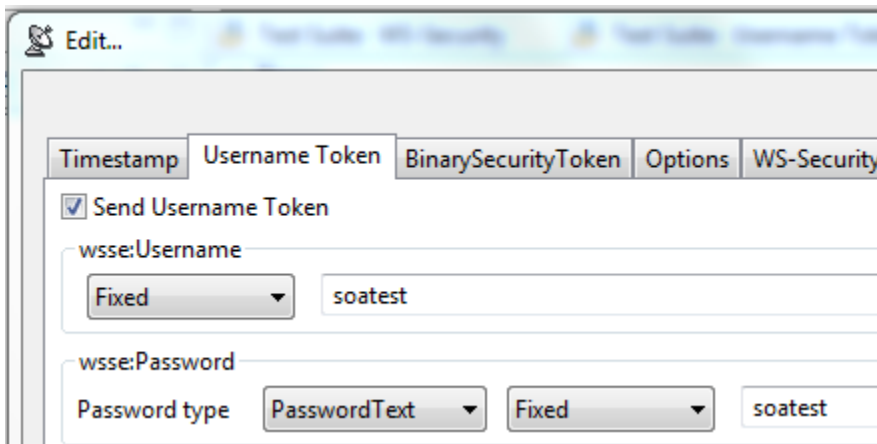 Edit...
Timestamp Username Token BinarySecurityToken Options WS-Security
Send Username Token
wsse:Username
Fixed soatest
wsse:Password
Password type PasswordText Fixed soatest